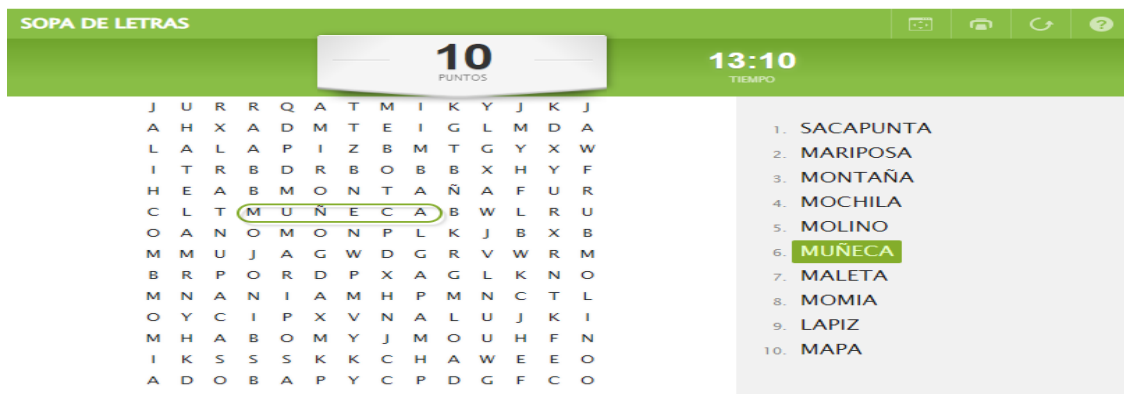 SOPA DE LETRAS
?
10
PUNTOS
13:10
TIEMPO
J U R R Q A T M I K Y J K J
A H X A D M T E I G L M D A
L A L A P I Z B M T G Y X W
I T R B D R B O B B X H Y F
H E A B M O N T A Ñ A F U R
C L T M U Ñ E C A B W L R U
O A N O M O N P L K J B X B
M M U J A G W D G R V W R M
B R P O R D P X A G L K N O
M N A N I A M H P M N C T L
O Y C I P X V N A L U J K I
M H A B O M Y J M O U H F N
I K S S S K K C H A W E E O
A D O B A P Y C P D G F C O
1. SACAPUNTA
2. MARIPOSA
3. MONTAÑA
4. MOCHILA
5. MOLINO
6. MUÑECA
7. MALETA
8. MOMIA
9. LAPIZ
10. MAPA